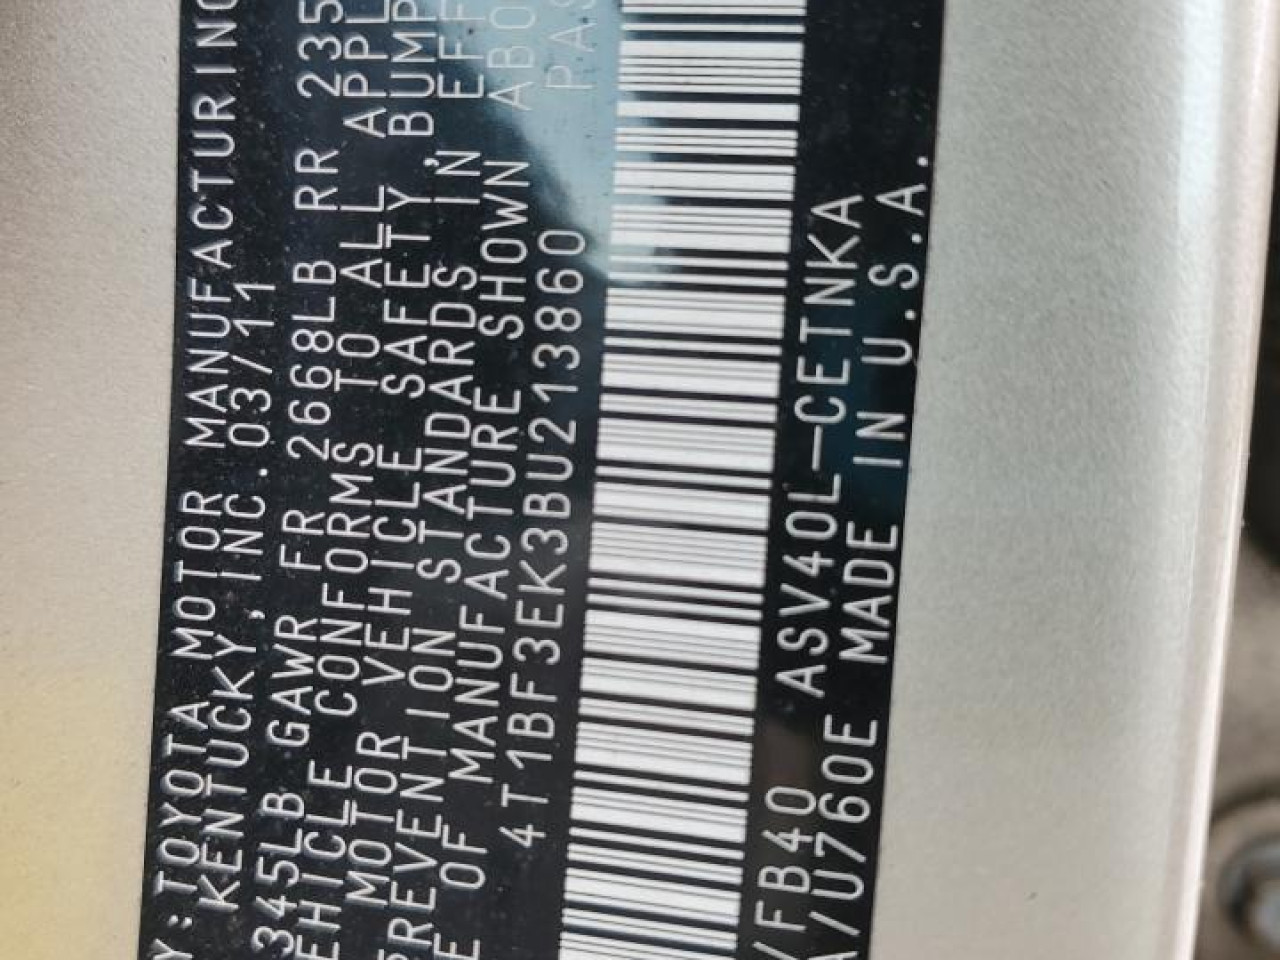 Y:TOYOTA MOTOR MANUFACTURING
KENTUCKY,INC.03/11
345LB GAWR FR 2668LB RR 235
EHICLE CONFORMS TO ALL APPL
MOTOR VEHICLE SAFETY, BUMP
REVENTION STANDARDS IN EFF
E OF MANUFACTURE SHOWN ABO
4T1BF3EK3BU213860 PAS
/FB40 ASV40L-CETNKA
A/U760E MADE IN U.S.A.